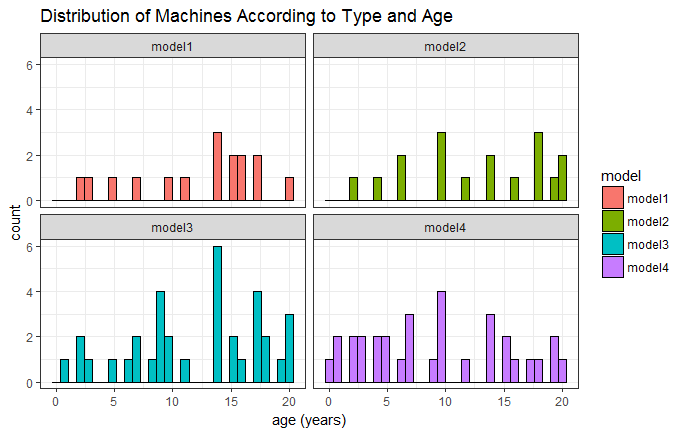 Distribution of Machines According to Type and Age
model1 model2
6
4
2
0
model3 model4
6
4
2
0
0 5 10 15 20 0 5 10 15 20
age (years)
count
model
model1
model2
model3
model4